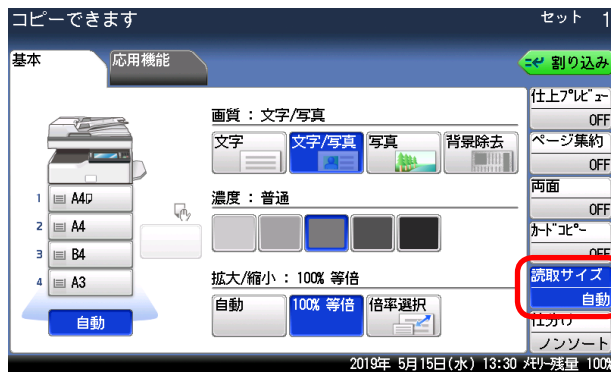 コピーできます
セット 1
基本
応用機能
割り込み
画質：文字/写真
文字
文字/写真
写真
背景除去
濃度：普通
拡大/縮小：100% 等倍
自動
100% 等倍
倍率選択
1 A4
2 A4
3 B4
4 A3
自動
仕上プレビュー
OFF
ページ集約
OFF
両面
OFF
カードコピー
OFF
読取サイズ
自動
仕分け
ノンソート
2019年 5月15日(水) 13:30 メモリー残量 100%